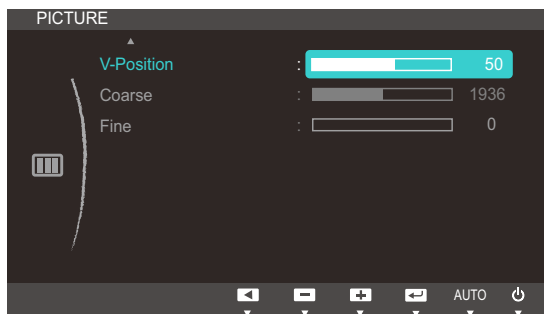 PICTURE
V-Position : 50
Coarse : 1936
Fine : 0
AUTO